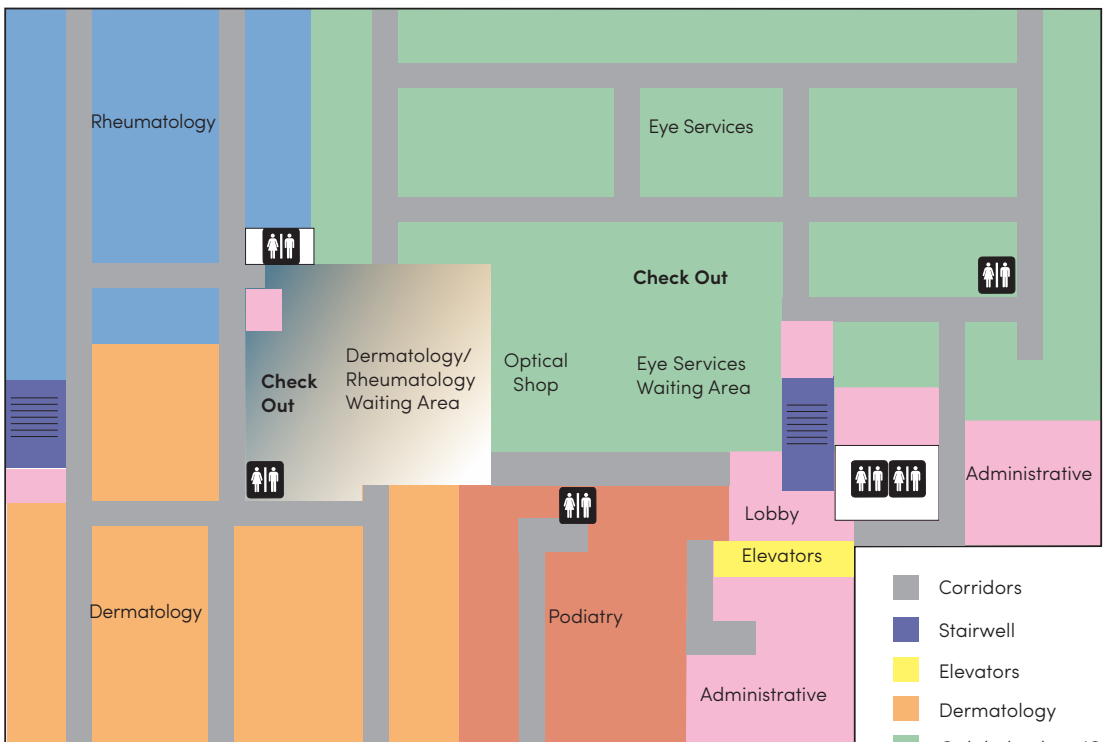 Rheumatology
Eye Services
Check Out
Dermatology/
Rheumatology
Waiting Area
Check
Out
Optical
Shop
Eye Services
Waiting Area
Administrative
Lobby
Elevators
Dermatology
Podiatry
Administrative
Corridors
Stairwell
Elevators
Dermatology